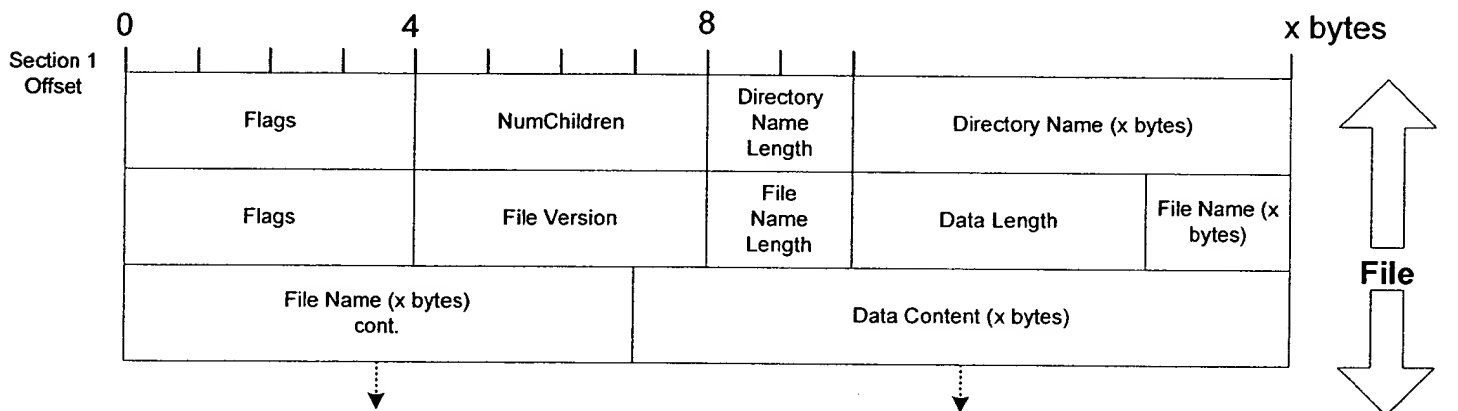 0 4 8 x bytes
Section 1
Offset
Flags
NumChildren
Directory
Name
Length
Directory Name (x bytes)
Flags
File Version
File
Name
Length
Data Length
File Name (x
bytes)
File
File Name (x bytes)
cont.
Data Content (x bytes)